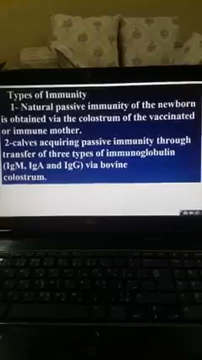 Types of Immunity
1- Natural passive immunity of the newborn
is obtained via the colostrum of the vaccinated
or immune mother.
2-calves acquiring passive immunity through
transfer of three types of immunoglobulin
(IgM, IgA and IgG) via bovine
colostrum.